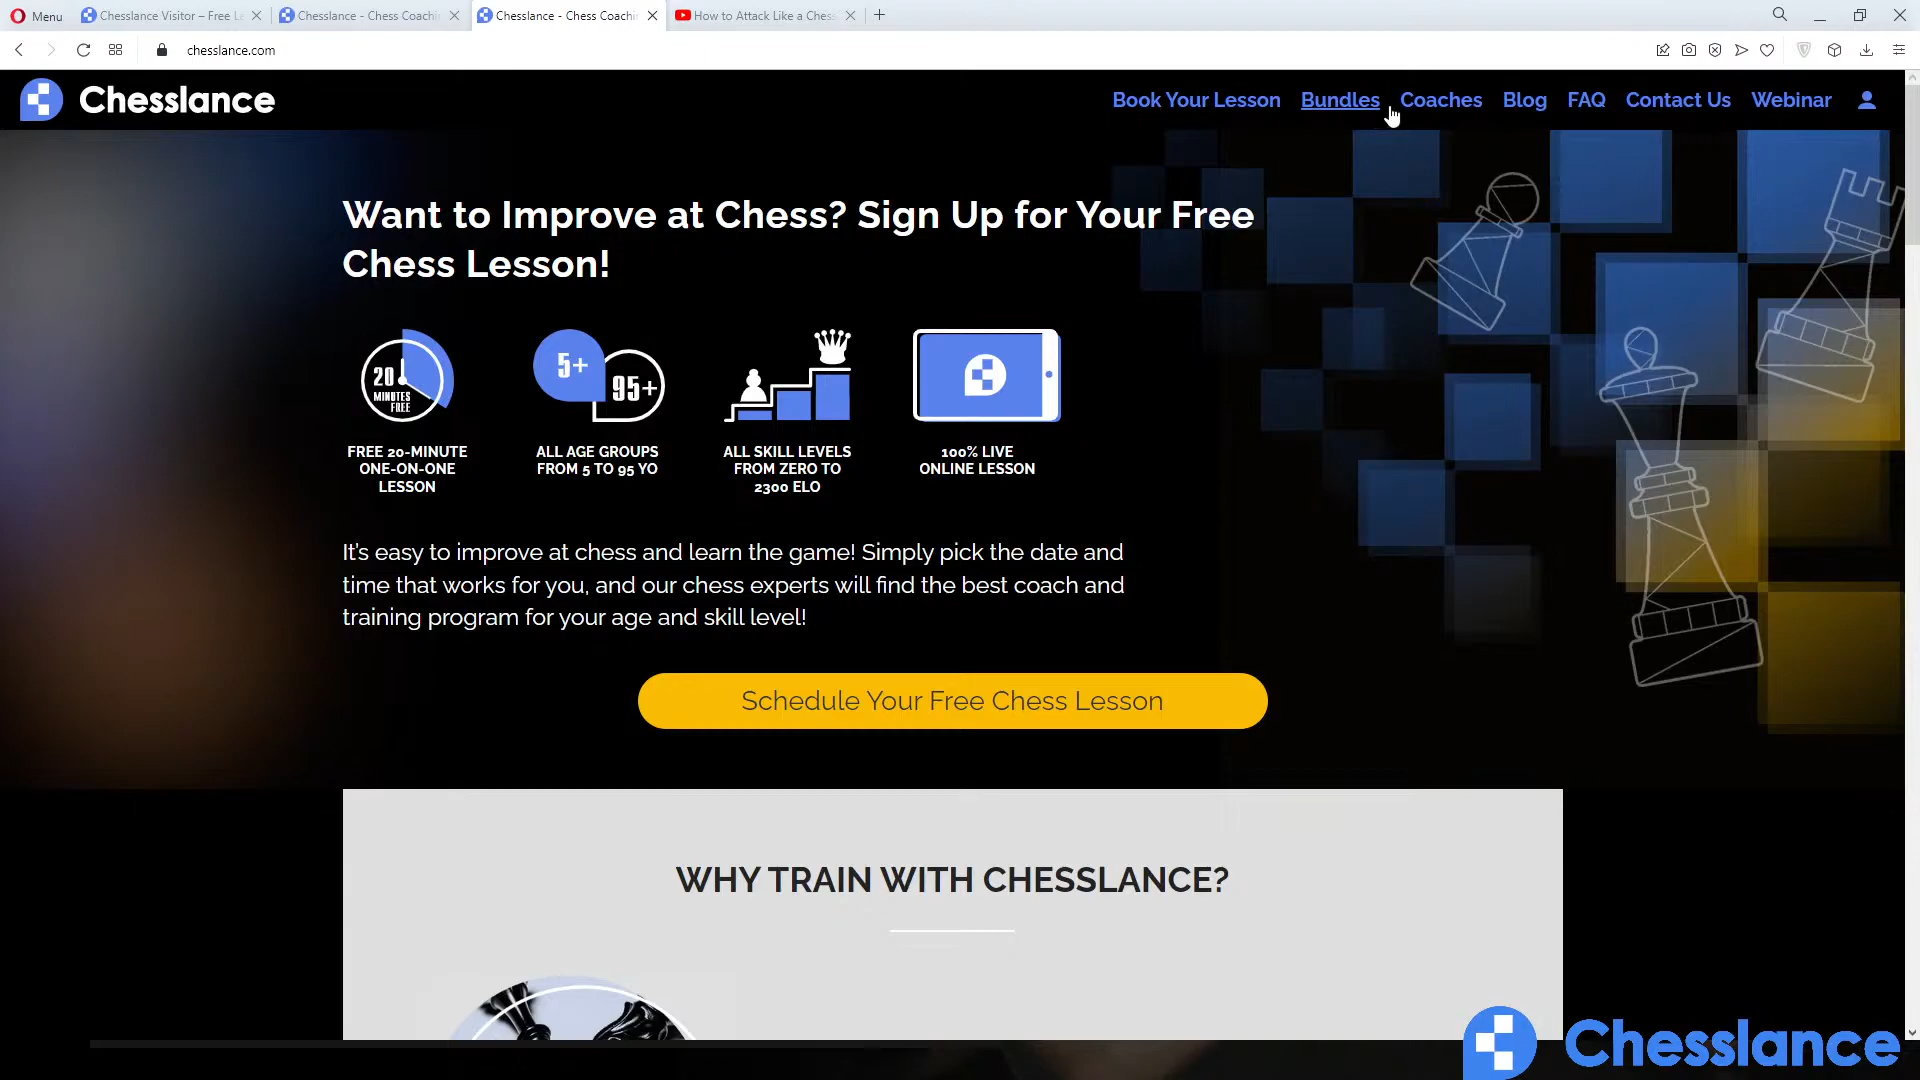 Menu
Chesslance Visitor – Free Le
Chesslance - Chess Coachin
Chesslance - Chess Coachin
How to Attack Like a Chess
chesslance.com
Chesslance
Book Your Lesson
Bundles
Coaches
Blog
FAQ
Contact Us
Webinar
Want to Improve at Chess? Sign Up for Your Free
Chess Lesson!
20
MINUTES
FREE
5+
95+
FREE 20-MINUTE
ONE-ON-ONE
LESSON
ALL AGE GROUPS
FROM 5 TO 95 YO
ALL SKILL LEVELS
FROM ZERO TO
2300 ELO
100% LIVE
ONLINE LESSON
It's easy to improve at chess and learn the game! Simply pick the date and
time that works for you, and our chess experts will find the best coach and
training program for your age and skill level!
Schedule Your Free Chess Lesson
WHY TRAIN WITH CHESSLANCE?
Chesslance